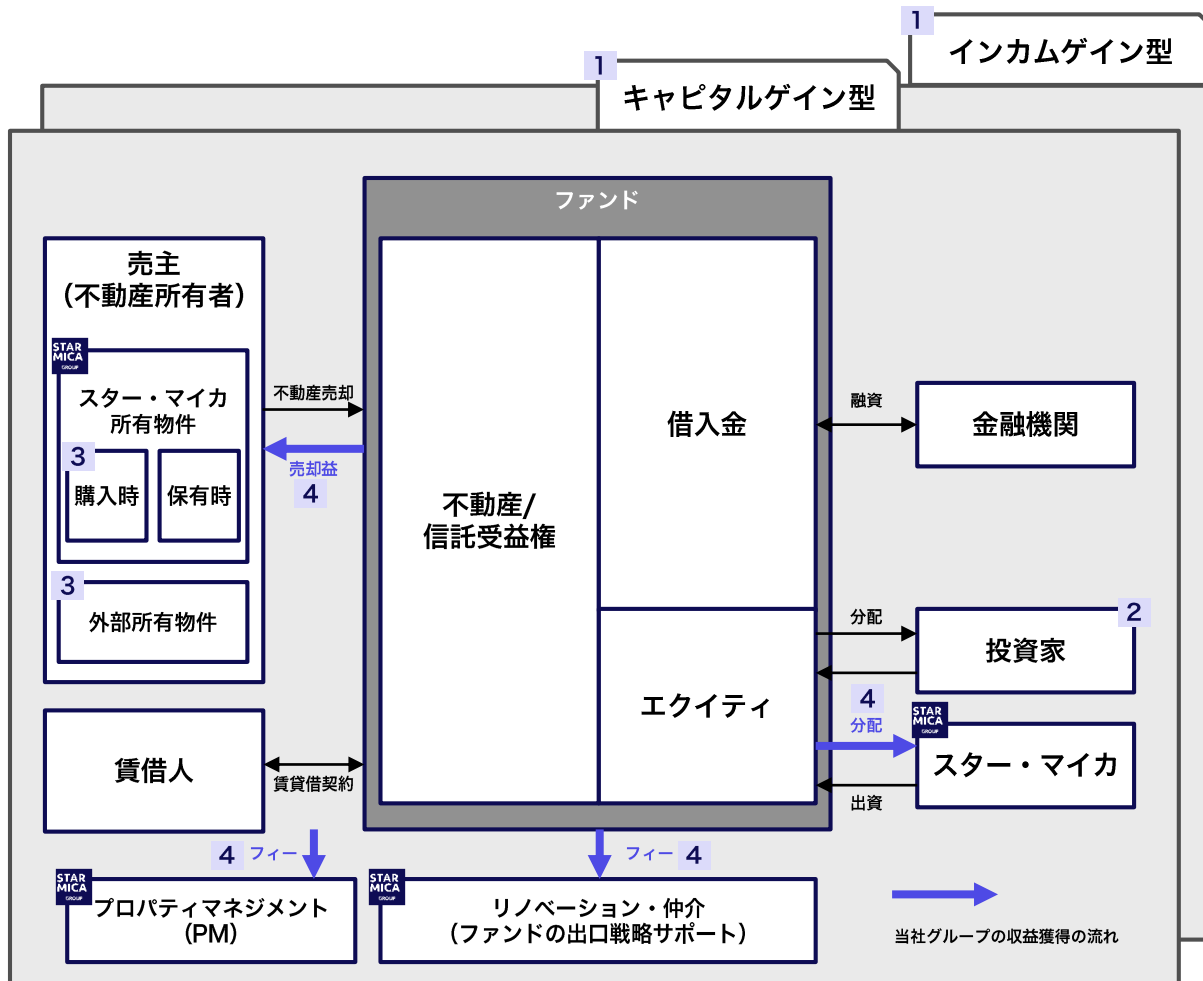 1
インカムゲイン型
1
キャピタルゲイン型
ファンド
売主
(不動産所有者)
STAR
MICA
GROUP
スター・マイカ
所有物件
3
購入時
保有時
3
外部所有物件
不動産売却
売却益
4
不動産/
信託受益権
借入金
エクイティ
融資
金融機関
分配
2
投資家
4
分配
STAR
MICA
GROUP
スター・マイカ
出資
賃借人
賃貸借契約
4 フィー
フィー 4
STAR
MICA
GROUP
プロパティマネジメント
(PM)
STAR
MICA
GROUP
リノベーション・仲介
(ファンドの出口戦略サポート)
当社グループの収益獲得の流れ